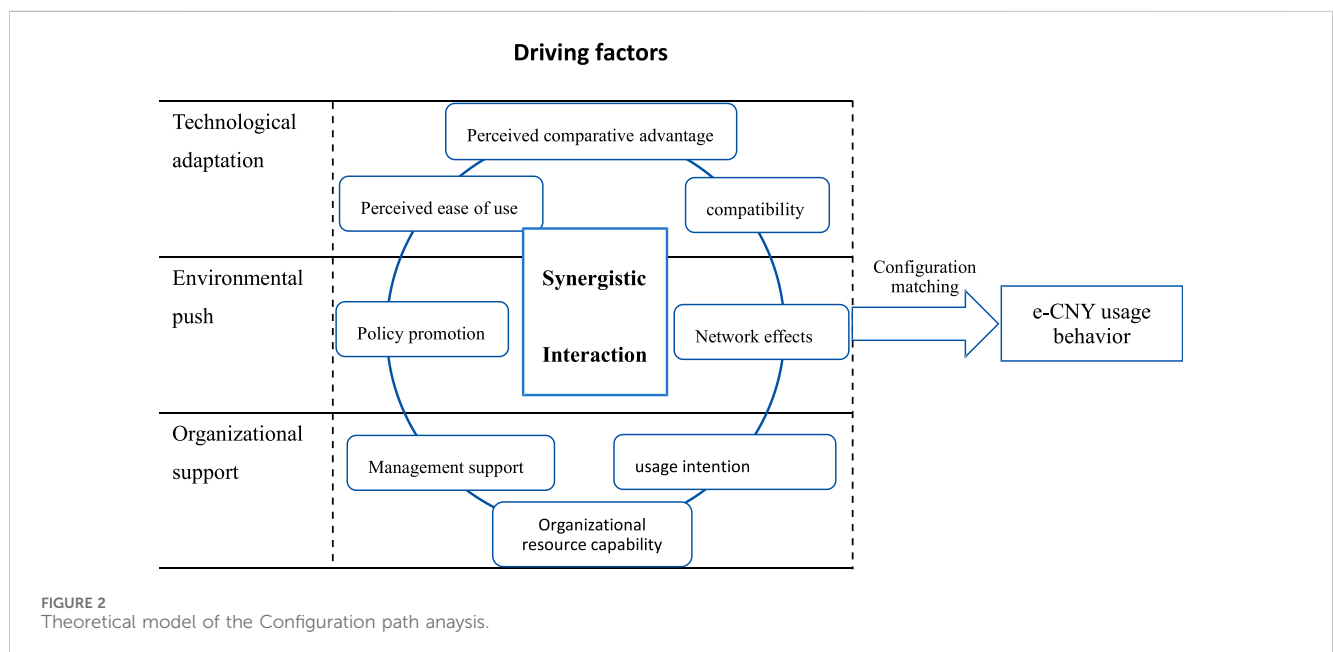 Driving factors
Technological
adaptation
Perceived comparative advantage
Perceived ease of use
compatibility
Environmental
push
Synergistic
Interaction
Policy promotion
Network effects
Configuration
matching
e-CNY usage
behavior
Organizational
support
Management support
usage intention
Organizational
resource capability
FIGURE 2
Theoretical model of the Configuration path anaysis.